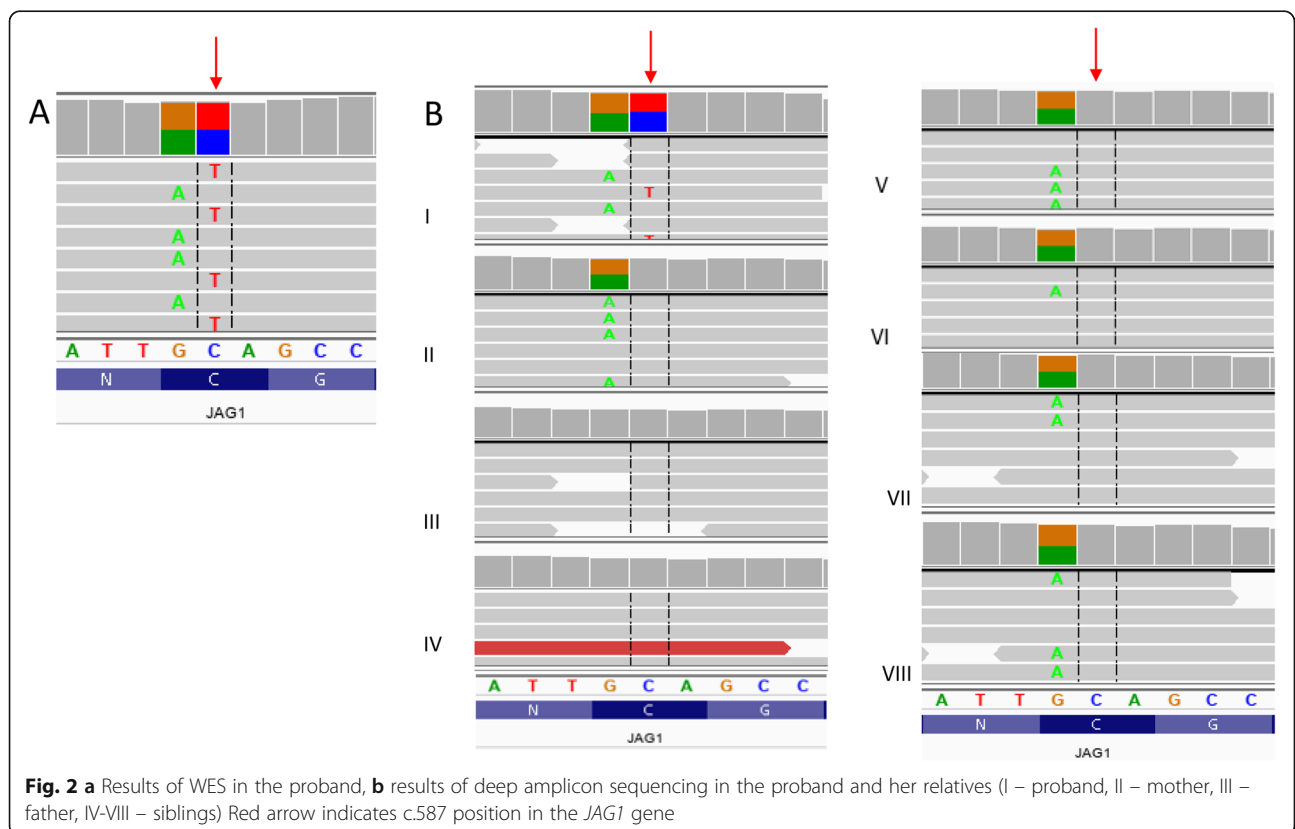 A
T
A
T
A
A
T
A
T
A T T G C A G C C
N C G
JAG1
B
I
A
T
A
T
II
A
A
A
A
III
IV
A T T G C A G C C
N C G
JAG1
V
A
A
A
VI
A
VII
A
A
VIII
A
A
A
A T T G C A G C C
N C G
JAG1
Fig. 2 a Results of WES in the proband, b results of deep amplicon sequencing in the proband and her relatives (I – proband, II – mother, III –
father, IV-VIII – siblings) Red arrow indicates c.587 position in the JAG1 gene